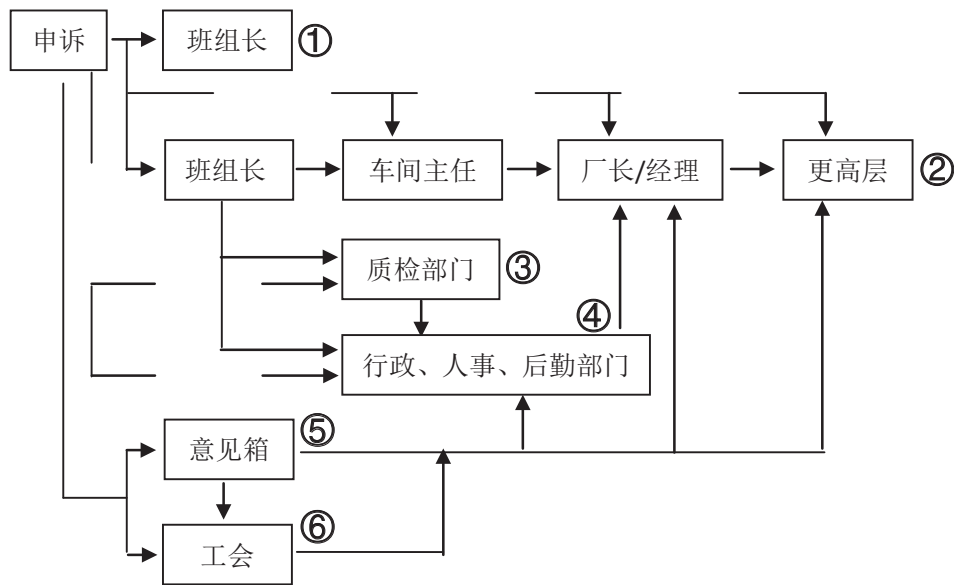 申诉
班组长 ①
班组长
车间主任
厂长/经理
更高层 ②
质检部门 ③
④
行政、人事、后勤部门
意见箱 ⑤
工会 ⑥